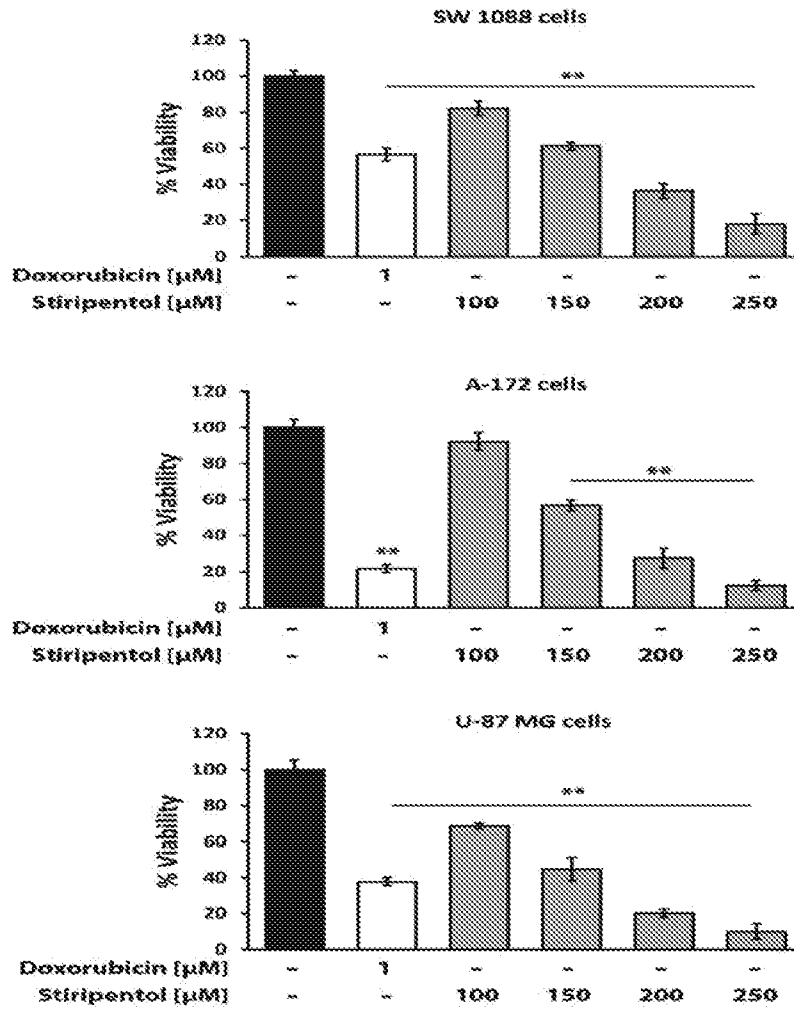 SW 1088 cells
120
**
100
80
60
40
20
0
% Viability
Doxorubicin [µM] – 1 – – – –
Stiripentol [µM] – – 100 150 200 250
A-172 cells
120
100
**
80
60
40
**
20
0
% Viability
Doxorubicin [µM] – 1 – – – –
Stiripentol [µM] – – 100 150 200 250
U-87 MG cells
120
100
**
80
60
40
20
0
% Viability
Doxorubicin [µM] – 1 – – – –
Stiripentol [µM] – – 100 150 200 250